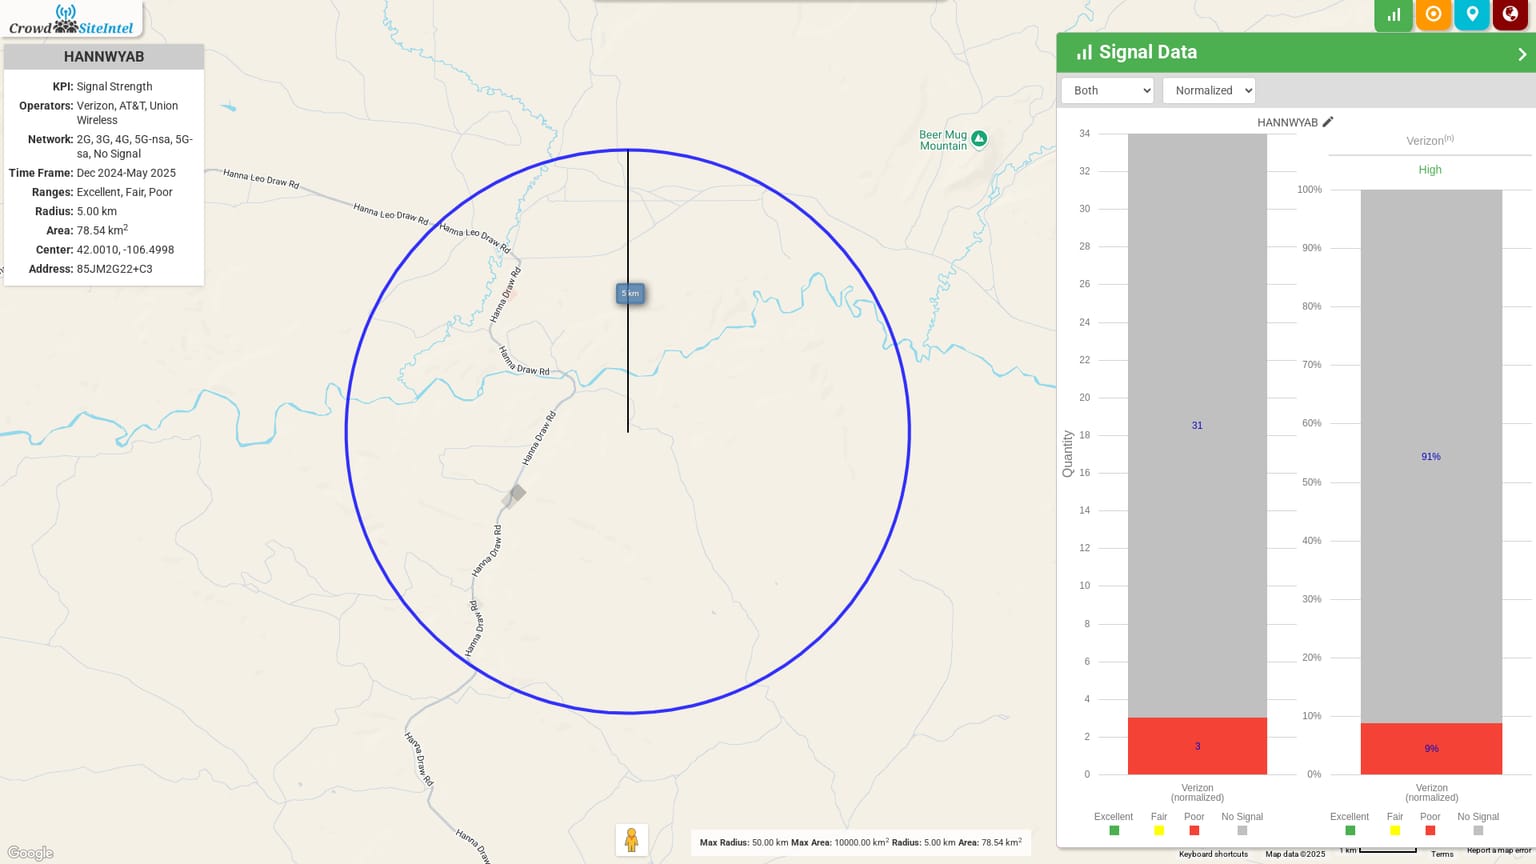 Crowd SiteIntel
HANNWYAB
KPI: Signal Strength
Operators: Verizon, AT&T, Union
Wireless
Network: 2G, 3G, 4G, 5G-nsa, 5G-
sa, No Signal
Time Frame: Dec 2024-May 2025
Ranges: Excellent, Fair, Poor
Radius: 5.00 km
Area: 78.54 km2
Center: 42.0010, -106.4998
Address: 85JM2G22+C3
Hanna Leo Draw Rd
Hanna Leo Draw Rd
Hanna Leo Draw Rd
Hanna Draw Rd
Hanna Draw Rd
Hanna Draw Rd
Hanna Draw Rd
Hanna Draw Rd
Hanna Draw Rd
Hanna Draw
5 km
Beer Mug
Mountain
Google
Max Radius: 50.00 km Max Area: 10000.00 km2 Radius: 5.00 km Area: 78.54 km2
Signal Data
Both
Normalized
HANNWYAB
34
32
30
28
26
24
22
20
18
16
14
12
10
8
6
4
2
0
Quantity
31
3
Verizon
(normalized)
Excellent Fair Poor No Signal
Verizon(n)
High
100%
90%
80%
70%
60%
50%
40%
30%
20%
10%
0%
91%
9%
Verizon
(normalized)
Excellent Fair Poor No Signal
Keyboard shortcuts
Map data ©2025
1 km
Terms
Report a map error